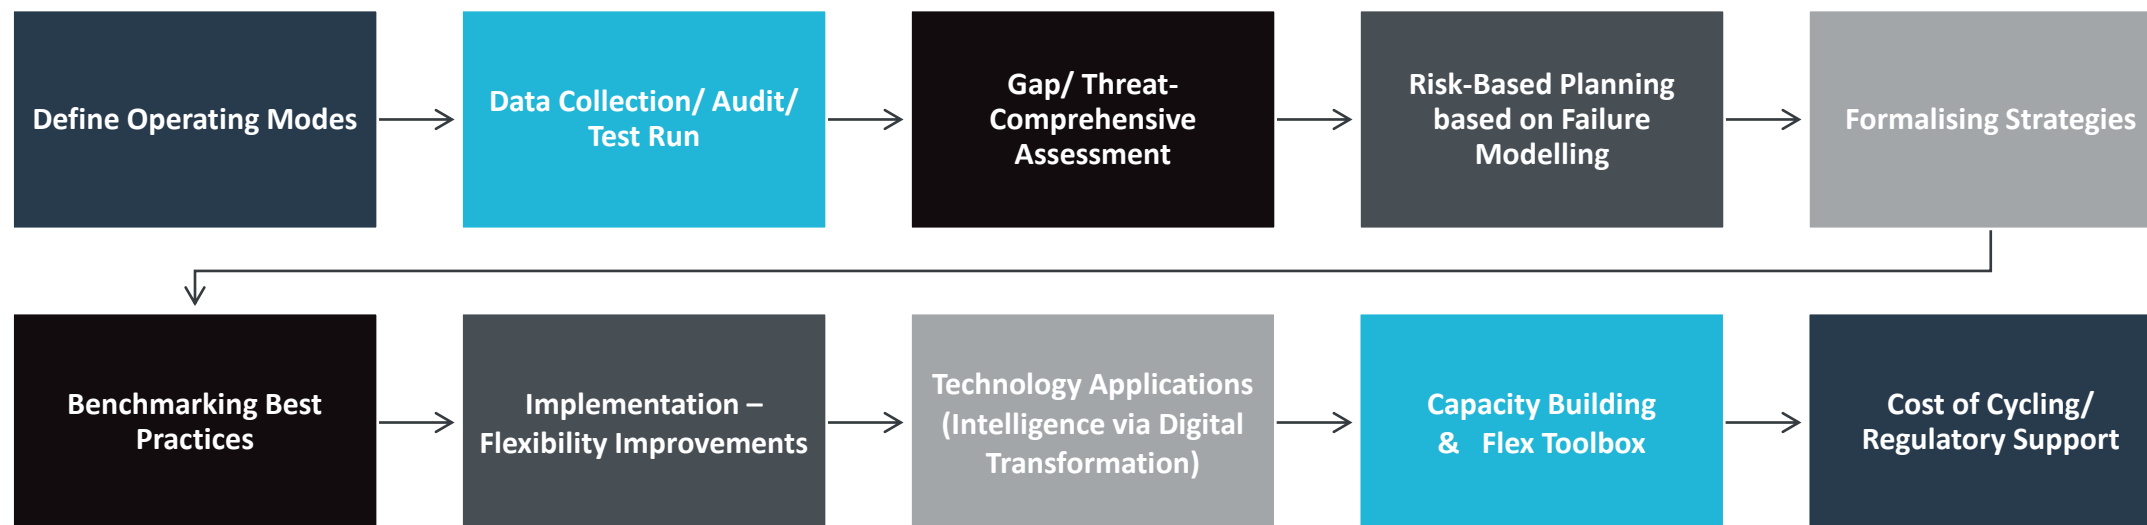 Define Operating Modes
Data Collection/ Audit/
Test Run
Gap/ Threat-
Comprehensive
Assessment
Risk-Based Planning
based on Failure
Modelling
Formalising Strategies
Benchmarking Best
Practices
Implementation –
Flexibility Improvements
Technology Applications
(Intelligence via Digital
Transformation)
Capacity Building
& Flex Toolbox
Cost of Cycling/
Regulatory Support